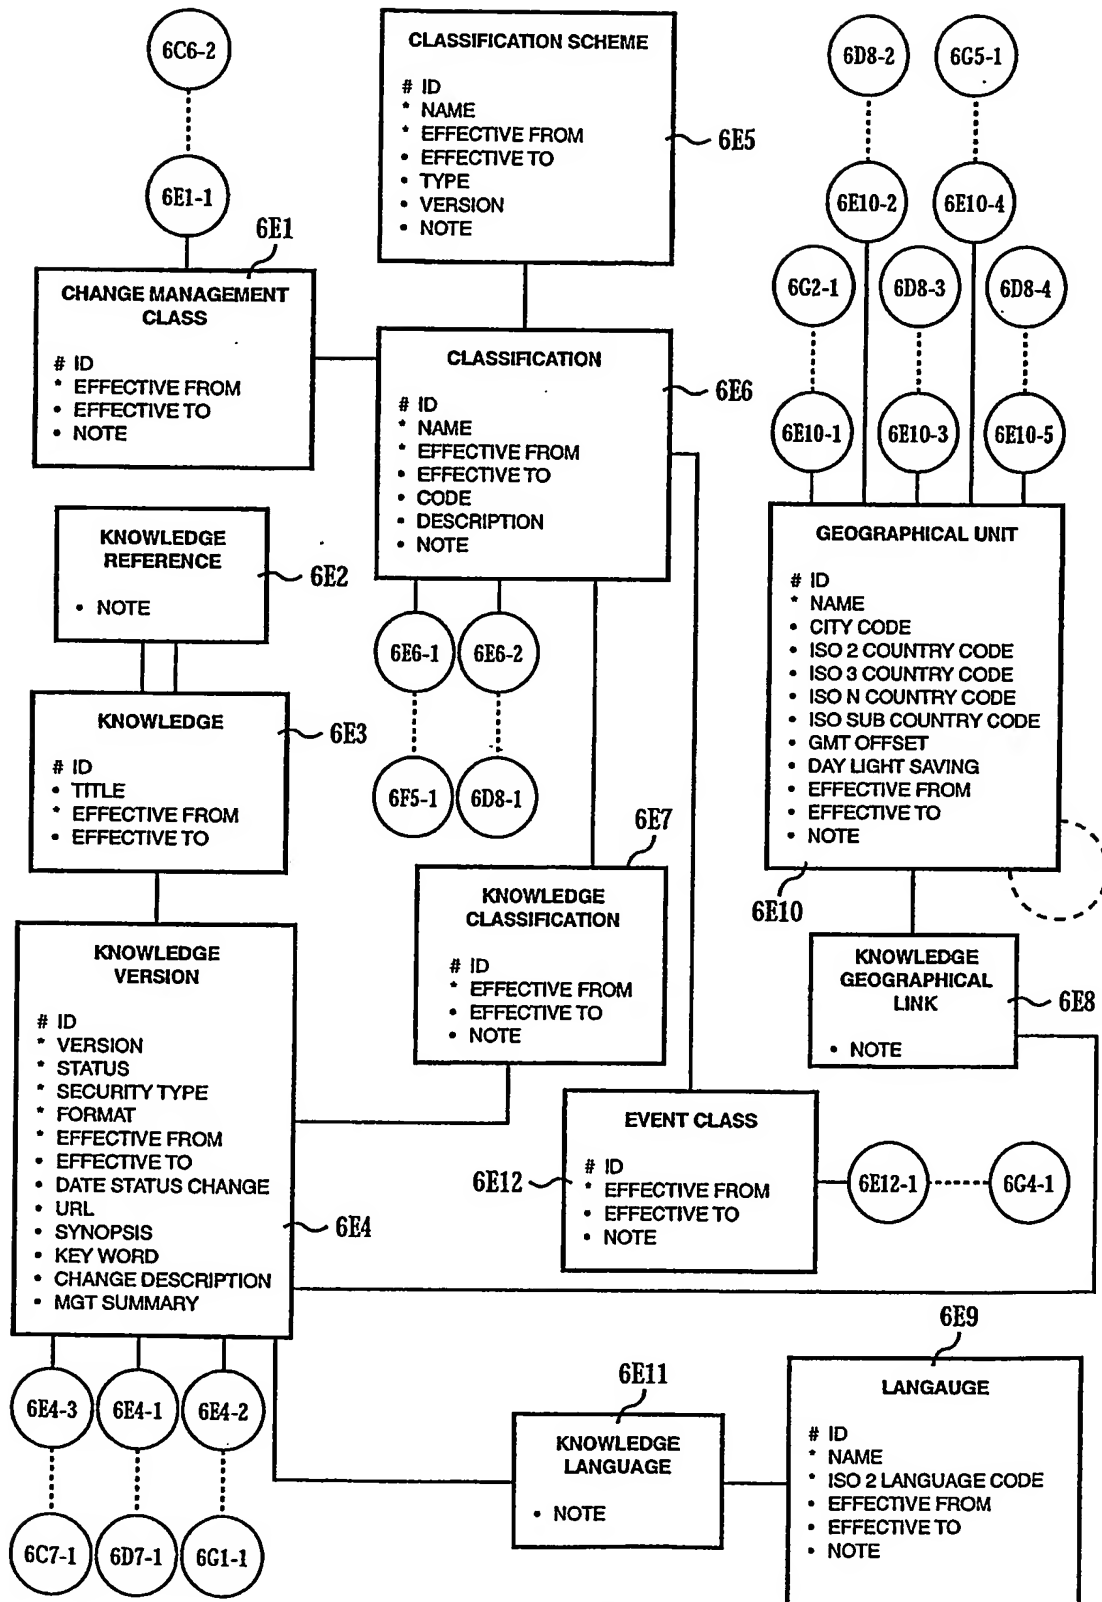 6C6-2
6E1-1
6E1
CHANGE MANAGEMENT
CLASS
# ID
* EFFECTIVE FROM
• EFFECTIVE TO
• NOTE
CLASSIFICATION SCHEME
# ID
* NAME
* EFFECTIVE FROM
• EFFECTIVE TO
• TYPE
• VERSION
• NOTE
6E5
6D8-2
6G5-1
6E10-2
6E10-4
6G2-1
6D8-3
6D8-4
6E10-1
6E10-3
6E10-5
CLASSIFICATION
# ID
* NAME
* EFFECTIVE FROM
• EFFECTIVE TO
• CODE
• DESCRIPTION
• NOTE
6E6
6E6-1
6E6-2
6F5-1
6D8-1
KNOWLEDGE
REFERENCE
• NOTE
6E2
KNOWLEDGE
# ID
• TITLE
* EFFECTIVE FROM
• EFFECTIVE TO
6E3
GEOGRAPHICAL UNIT
# ID
* NAME
• CITY CODE
• ISO 2 COUNTRY CODE
• ISO 3 COUNTRY CODE
• ISO N COUNTRY CODE
• ISO SUB COUNTRY CODE
• GMT OFFSET
• DAY LIGHT SAVING
• EFFECTIVE FROM
• EFFECTIVE TO
• NOTE
6E10
6E7
KNOWLEDGE
CLASSIFICATION
# ID
* EFFECTIVE FROM
• EFFECTIVE TO
• NOTE
KNOWLEDGE
GEOGRAPHICAL
LINK
• NOTE
6E8
KNOWLEDGE
VERSION
# ID
* VERSION
* STATUS
* SECURITY TYPE
* FORMAT
* EFFECTIVE FROM
• EFFECTIVE TO
• DATE STATUS CHANGE
• URL
• SYNOPSIS
• KEY WORD
• CHANGE DESCRIPTION
• MGT SUMMARY
6E4
EVENT CLASS
# ID
* EFFECTIVE FROM
• EFFECTIVE TO
• NOTE
6E12
6E12-1
6G4-1
6E4-3
6E4-1
6E4-2
6C7-1
6D7-1
6G1-1
6E11
KNOWLEDGE
LANGUAGE
• NOTE
6E9
LANGAUGE
# ID
* NAME
* ISO 2 LANGUAGE CODE
• EFFECTIVE FROM
• EFFECTIVE TO
• NOTE